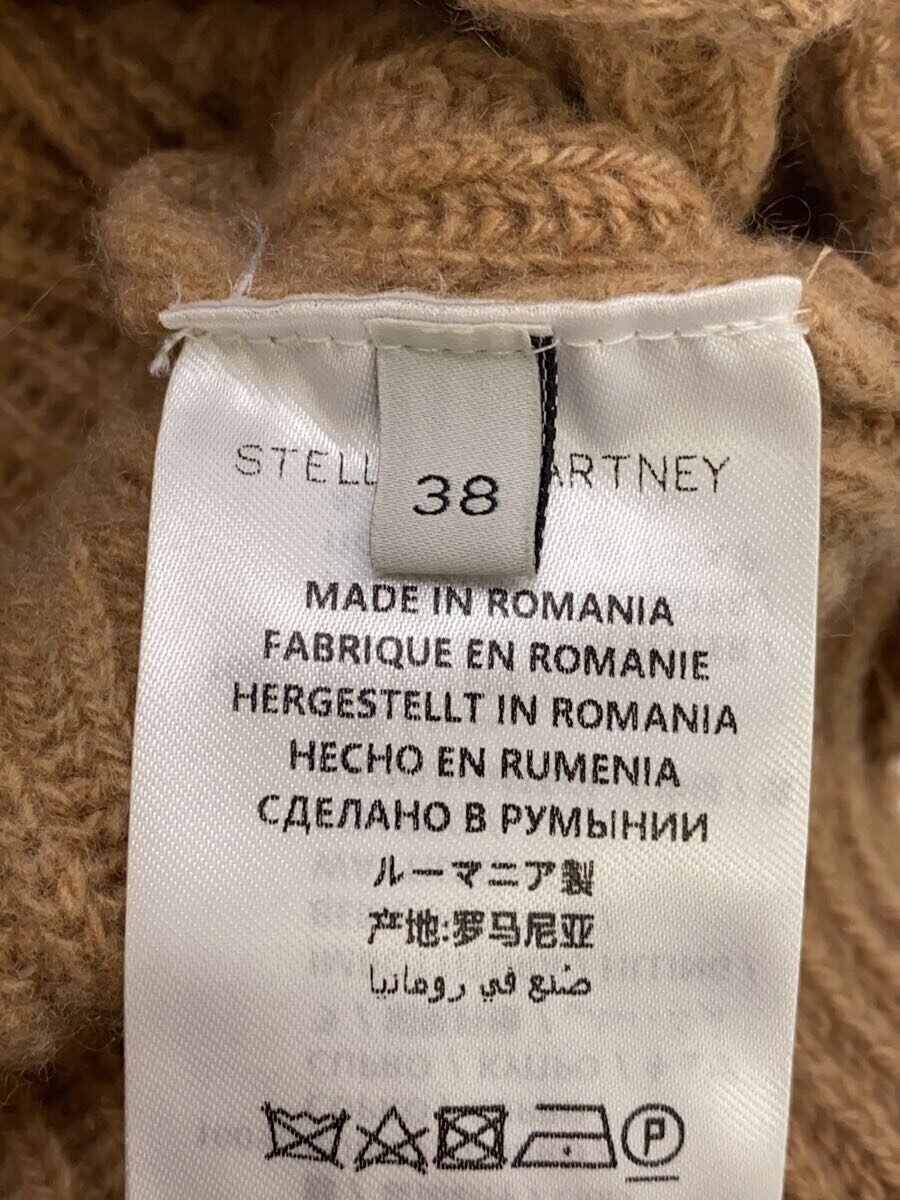 STELL ARTNEY
38
MADE IN ROMANIA
FABRIQUE EN ROMANIE
HERGESTELLT IN ROMANIA
HECHO EN RUMENIA
СДЕЛАНО В РУМЫНИИ
ルーマニア製
产地:罗马尼亚
صُنع في رومانيا
P